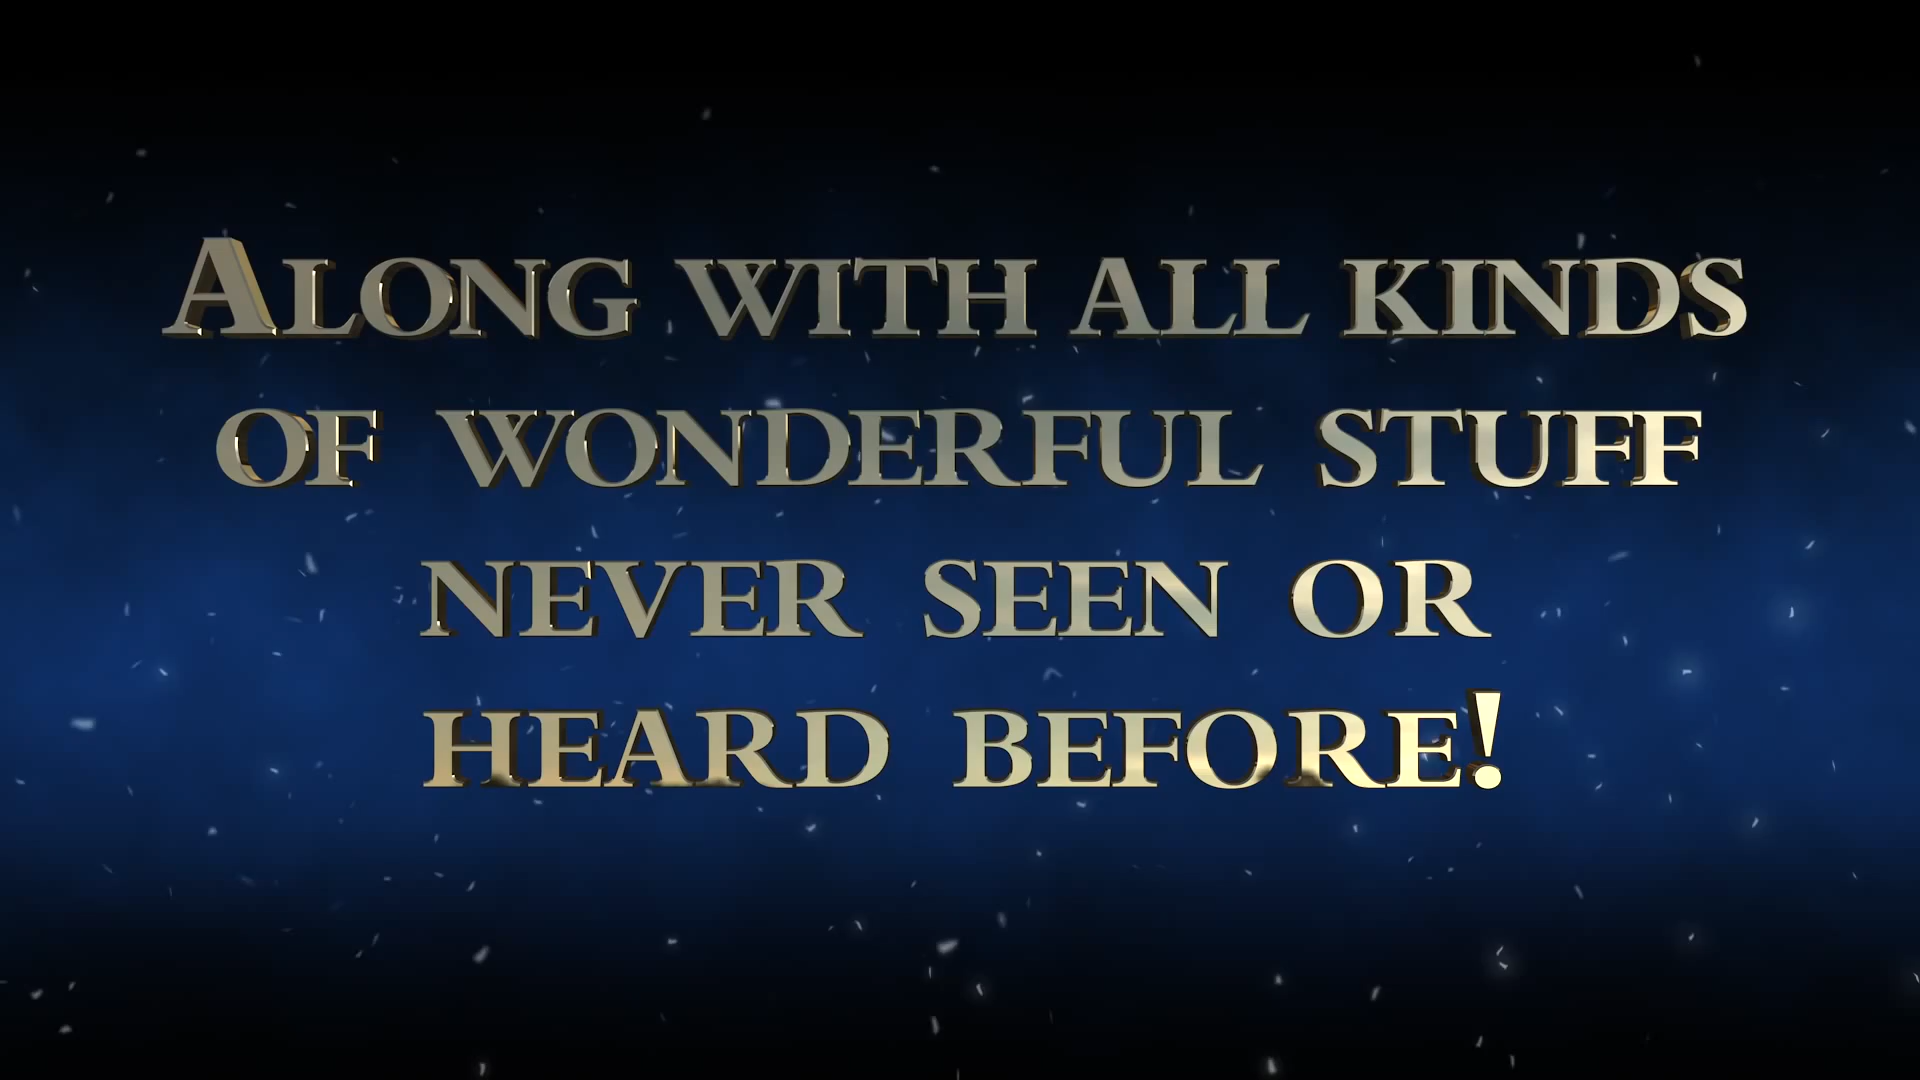 Along with all kinds
of wonderful stuff
never seen or
heard before!